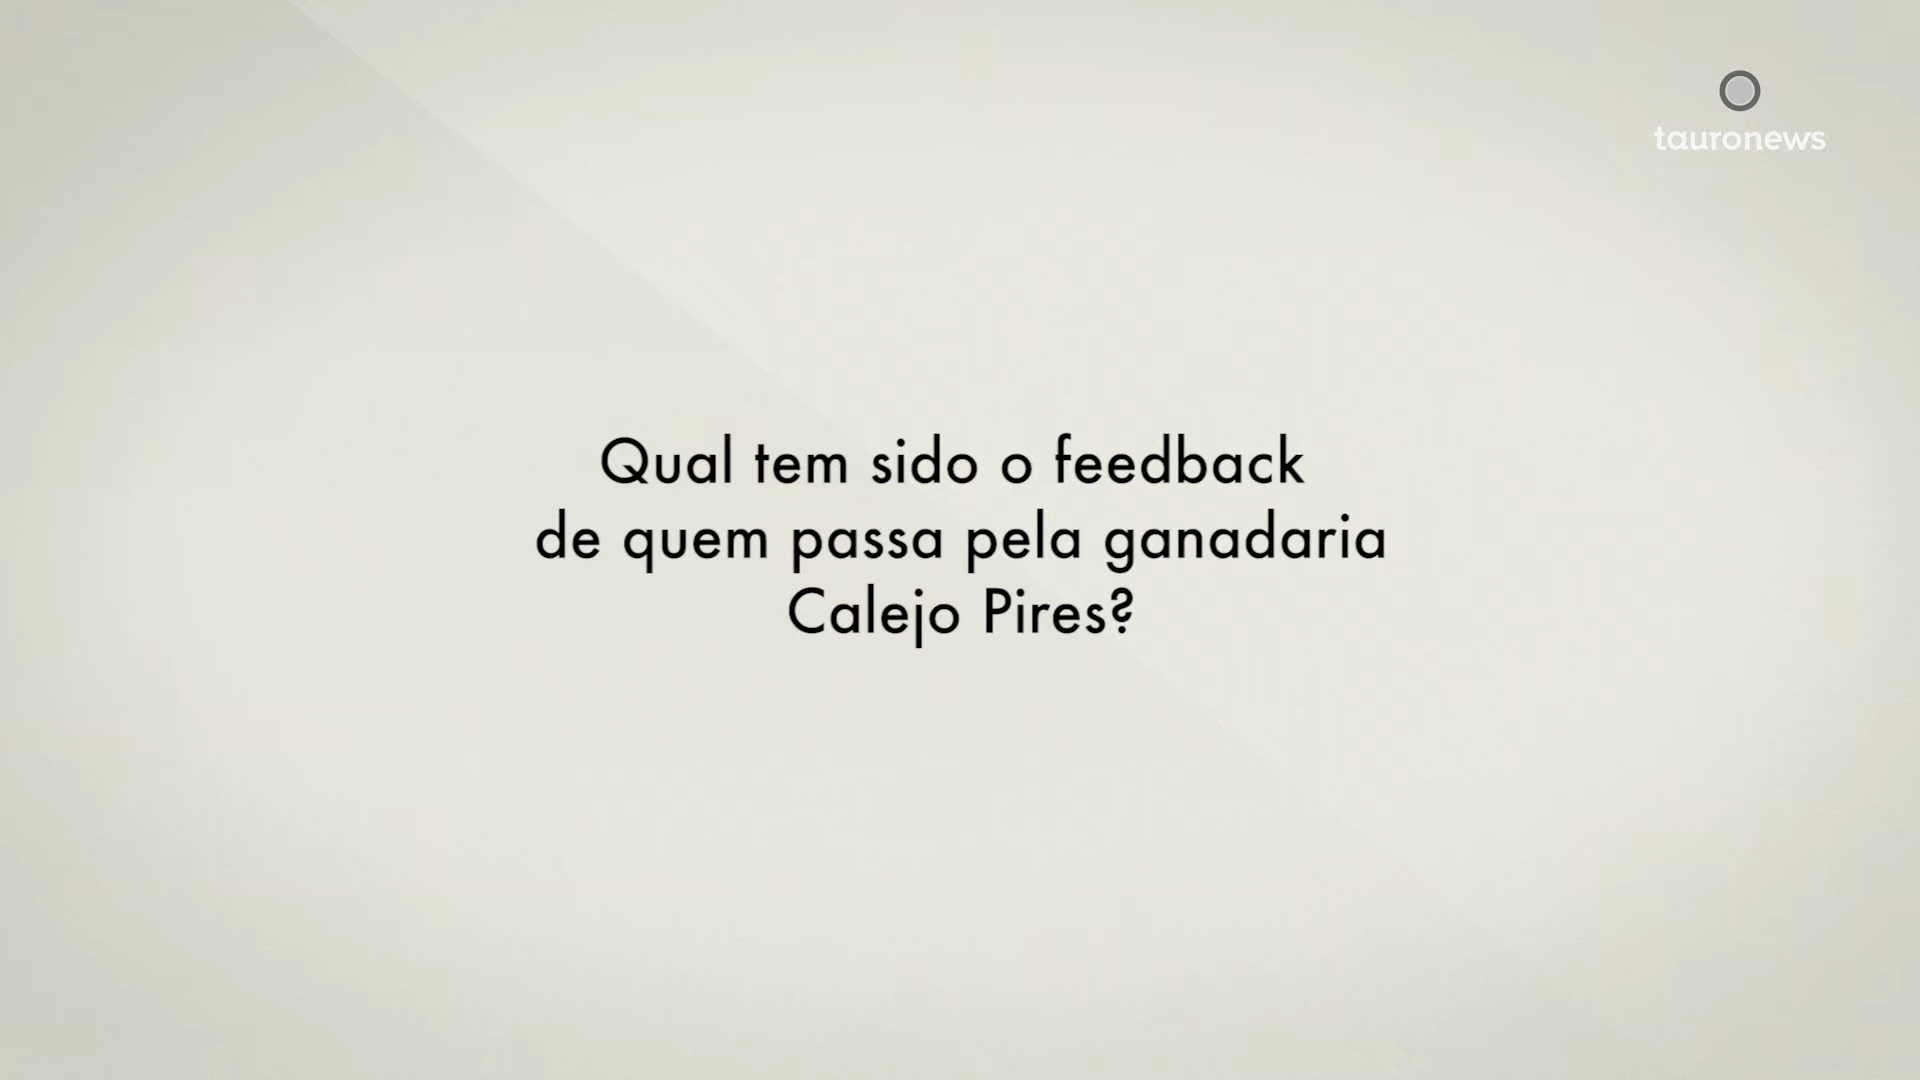 tauronews
Qual tem sido o feedback
de quem passa pela ganadaria
Calejo Pires?